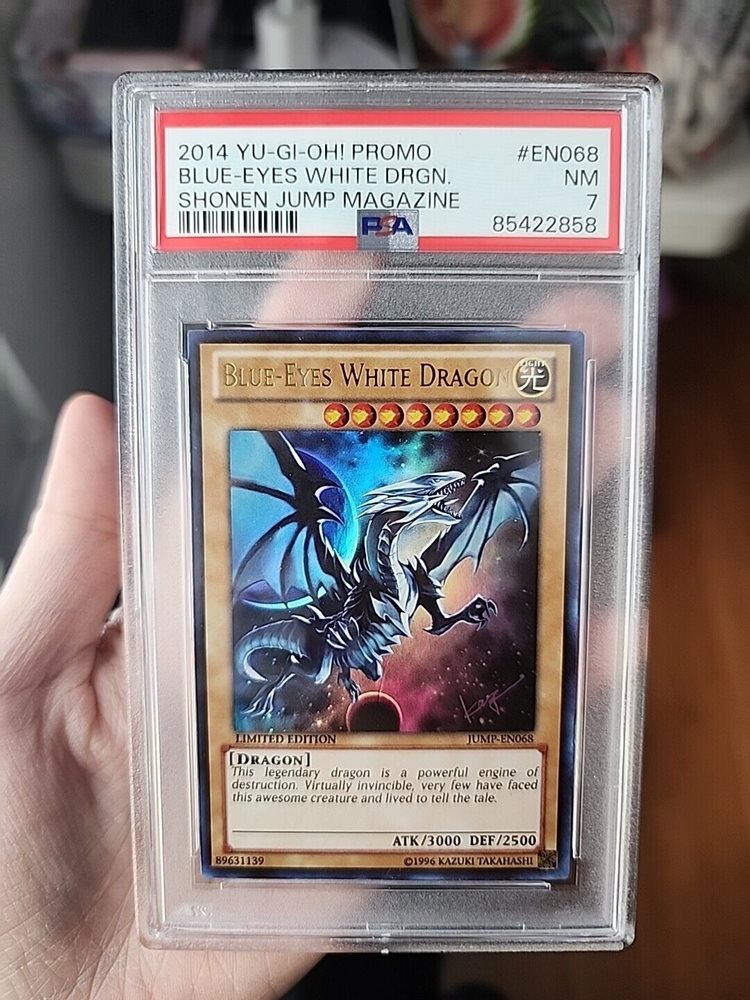 2014 YU-GI-OH! PROMO #EN068
BLUE-EYES WHITE DRGN. NM
SHONEN JUMP MAGAZINE 7
PSA 85422858
BLUE-EYES WHITE DRAGON
LIGHT
光
LIMITED EDITION JUMP-EN068
[DRAGON]
This legendary dragon is a powerful engine of
destruction. Virtually invincible, very few have faced
this awesome creature and lived to tell the tale.
ATK/3000 DEF/2500
89631139 ©1996 KAZUKI TAKAHASHI